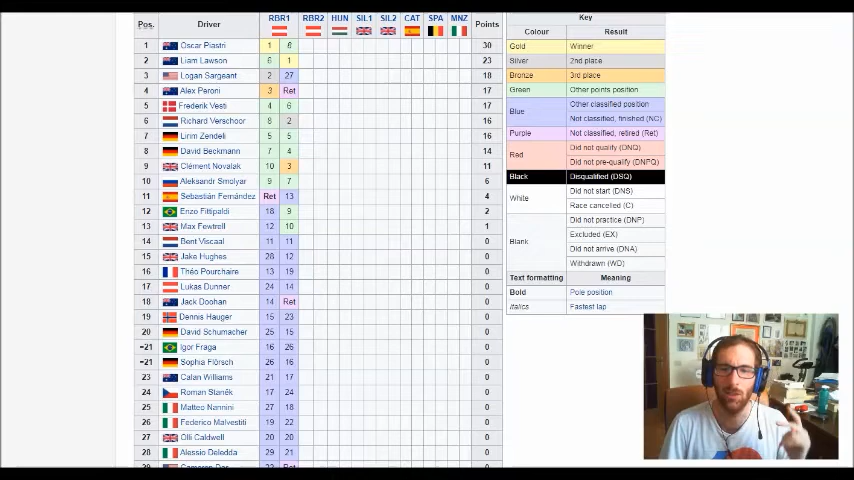 Pos. Driver RBR1 RBR2 HUN SIL1 SIL2 CAT SPA MNZ Points
1 Oscar Piastri 1 6 30
2 Liam Lawson 6 1 23
3 Logan Sargeant 2 27 18
4 Alex Peroni 3 Ret 17
5 Frederik Vesti 4 6 17
6 Richard Verschoor 8 2 16
7 Lirim Zendeli 5 5 16
8 David Beckmann 7 4 14
9 Clément Novalak 10 3 11
10 Aleksandr Smolyar 9 7 6
11 Sebastián Fernández Ret 13 4
12 Enzo Fittipaldi 18 9 2
13 Max Fewtrell 12 10 1
14 Bent Viscaal 11 11 0
15 Jake Hughes 28 12 0
16 Théo Pourchaire 13 19 0
17 Lukas Dunner 24 14 0
18 Jack Doohan 14 Ret 0
19 Dennis Hauger 15 23 0
20 David Schumacher 25 15 0
=21 Igor Fraga 16 26 0
=21 Sophia Flörsch 26 16 0
23 Calan Williams 21 17 0
24 Roman Staněk 17 24 0
25 Matteo Nannini 27 18 0
26 Federico Malvestiti 19 22 0
27 Olli Caldwell 20 20 0
28 Alessio Deledda 29 21 0
Key
Colour Result
Gold Winner
Silver 2nd place
Bronze 3rd place
Green Other points position
Blue Other classified position
Not classified, finished (NC)
Purple Not classified, retired (Ret)
Red Did not qualify (DNQ)
Did not pre-qualify (DNPQ)
Black Disqualified (DSQ)
White Did not start (DNS)
Race cancelled (C)
Blank Did not practice (DNP)
Excluded (EX)
Did not arrive (DNA)
Withdrawn (WD)
Text formatting Meaning
Bold Pole position
Italics Fastest lap